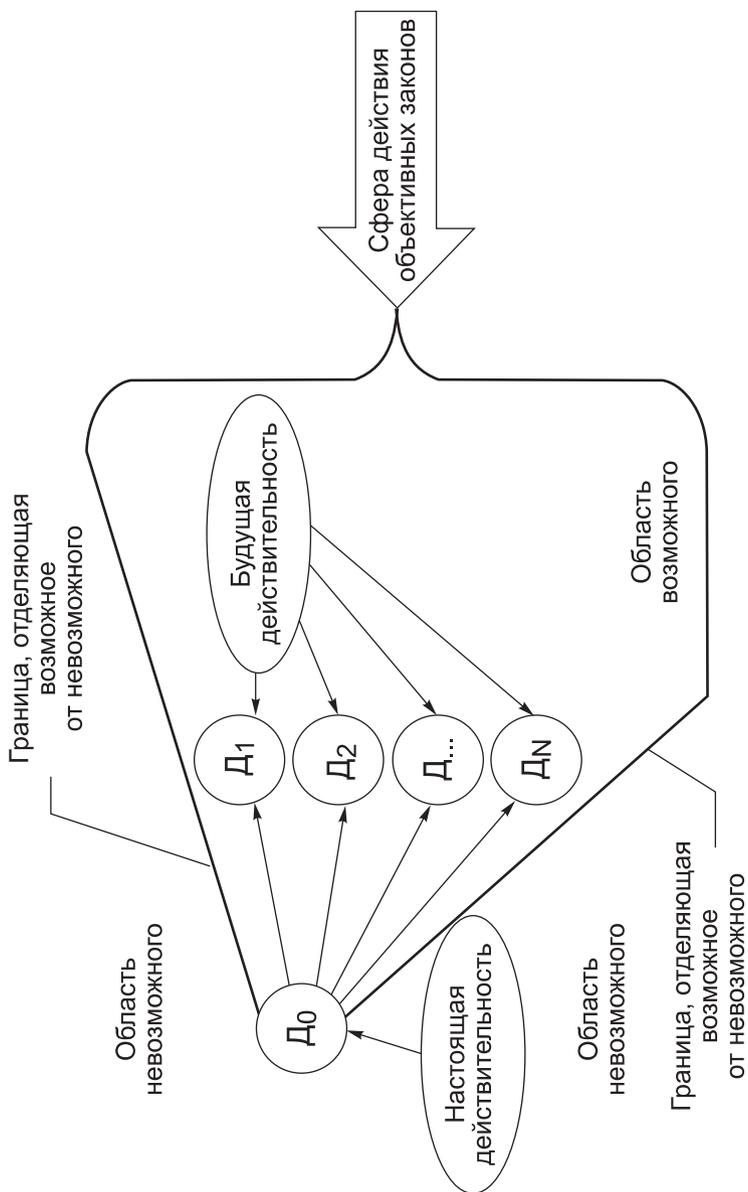 Сфера действия
объективных законов
Граница, отделяющая
возможное
от невозможного
Будущая
действительность
Область
возможного
Д1
Д2
Д...
ДN
Область
невозможного
Д0
Настоящая
действительность
Область
невозможного
Граница, отделяющая
возможное
от невозможного